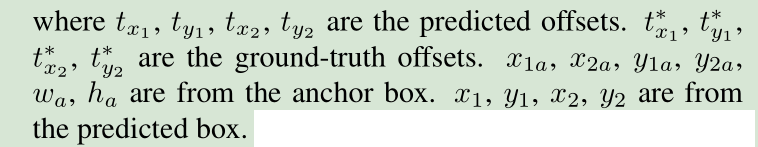 where t_{x_1}, t_{y_1}, t_{x_2}, t_{y_2} are the predicted offsets. t^*_{x_1}, t^*_{y_1},
t^*_{x_2}, t^*_{y_2} are the ground-truth offsets. x_{1a}, x_{2a}, y_{1a}, y_{2a},
w_a, h_a are from the anchor box. x_1, y_1, x_2, y_2 are from
the predicted box.